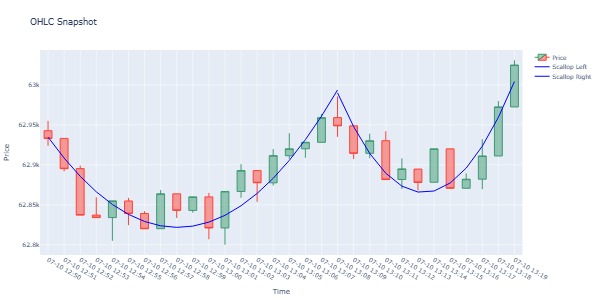 OHLC Snapshot
Price
Scallop Left
Scallop Right
63k
62.95k
62.9k
62.85k
62.8k
Price
07-10 12:50
07-10 12:51
07-10 12:52
07-10 12:53
07-10 12:54
07-10 12:55
07-10 12:56
07-10 12:57
07-10 12:58
07-10 12:59
07-10 13:00
07-10 13:01
07-10 13:02
07-10 13:03
07-10 13:04
07-10 13:05
07-10 13:06
07-10 13:07
07-10 13:08
07-10 13:09
07-10 13:10
07-10 13:11
07-10 13:12
07-10 13:13
07-10 13:14
07-10 13:15
07-10 13:16
07-10 13:17
07-10 13:18
07-10 13:19
Time